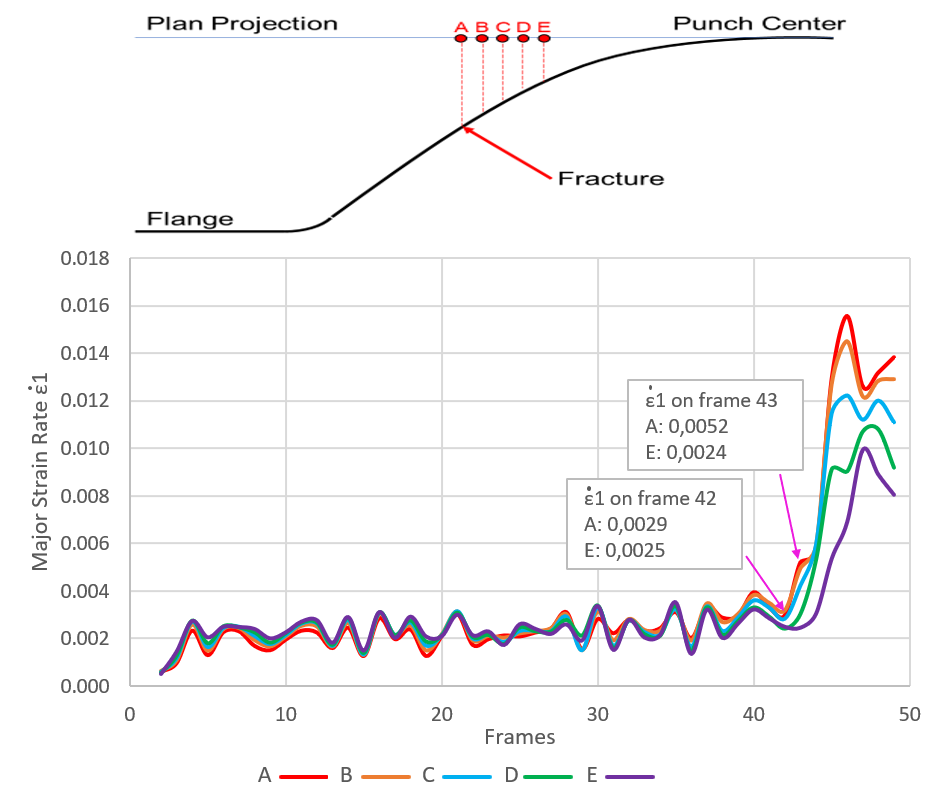 Plan Projection
Punch Center
A B C D E
Fracture
Flange
0.018
0.016
0.014
0.012
0.010
0.008
0.006
0.004
0.002
0.000
Major Strain Rate ε̇1
ε̇1 on frame 43
A: 0,0052
E: 0,0024
ε̇1 on frame 42
A: 0,0029
E: 0,0025
0 10 20 30 40 50
Frames
A B C D E